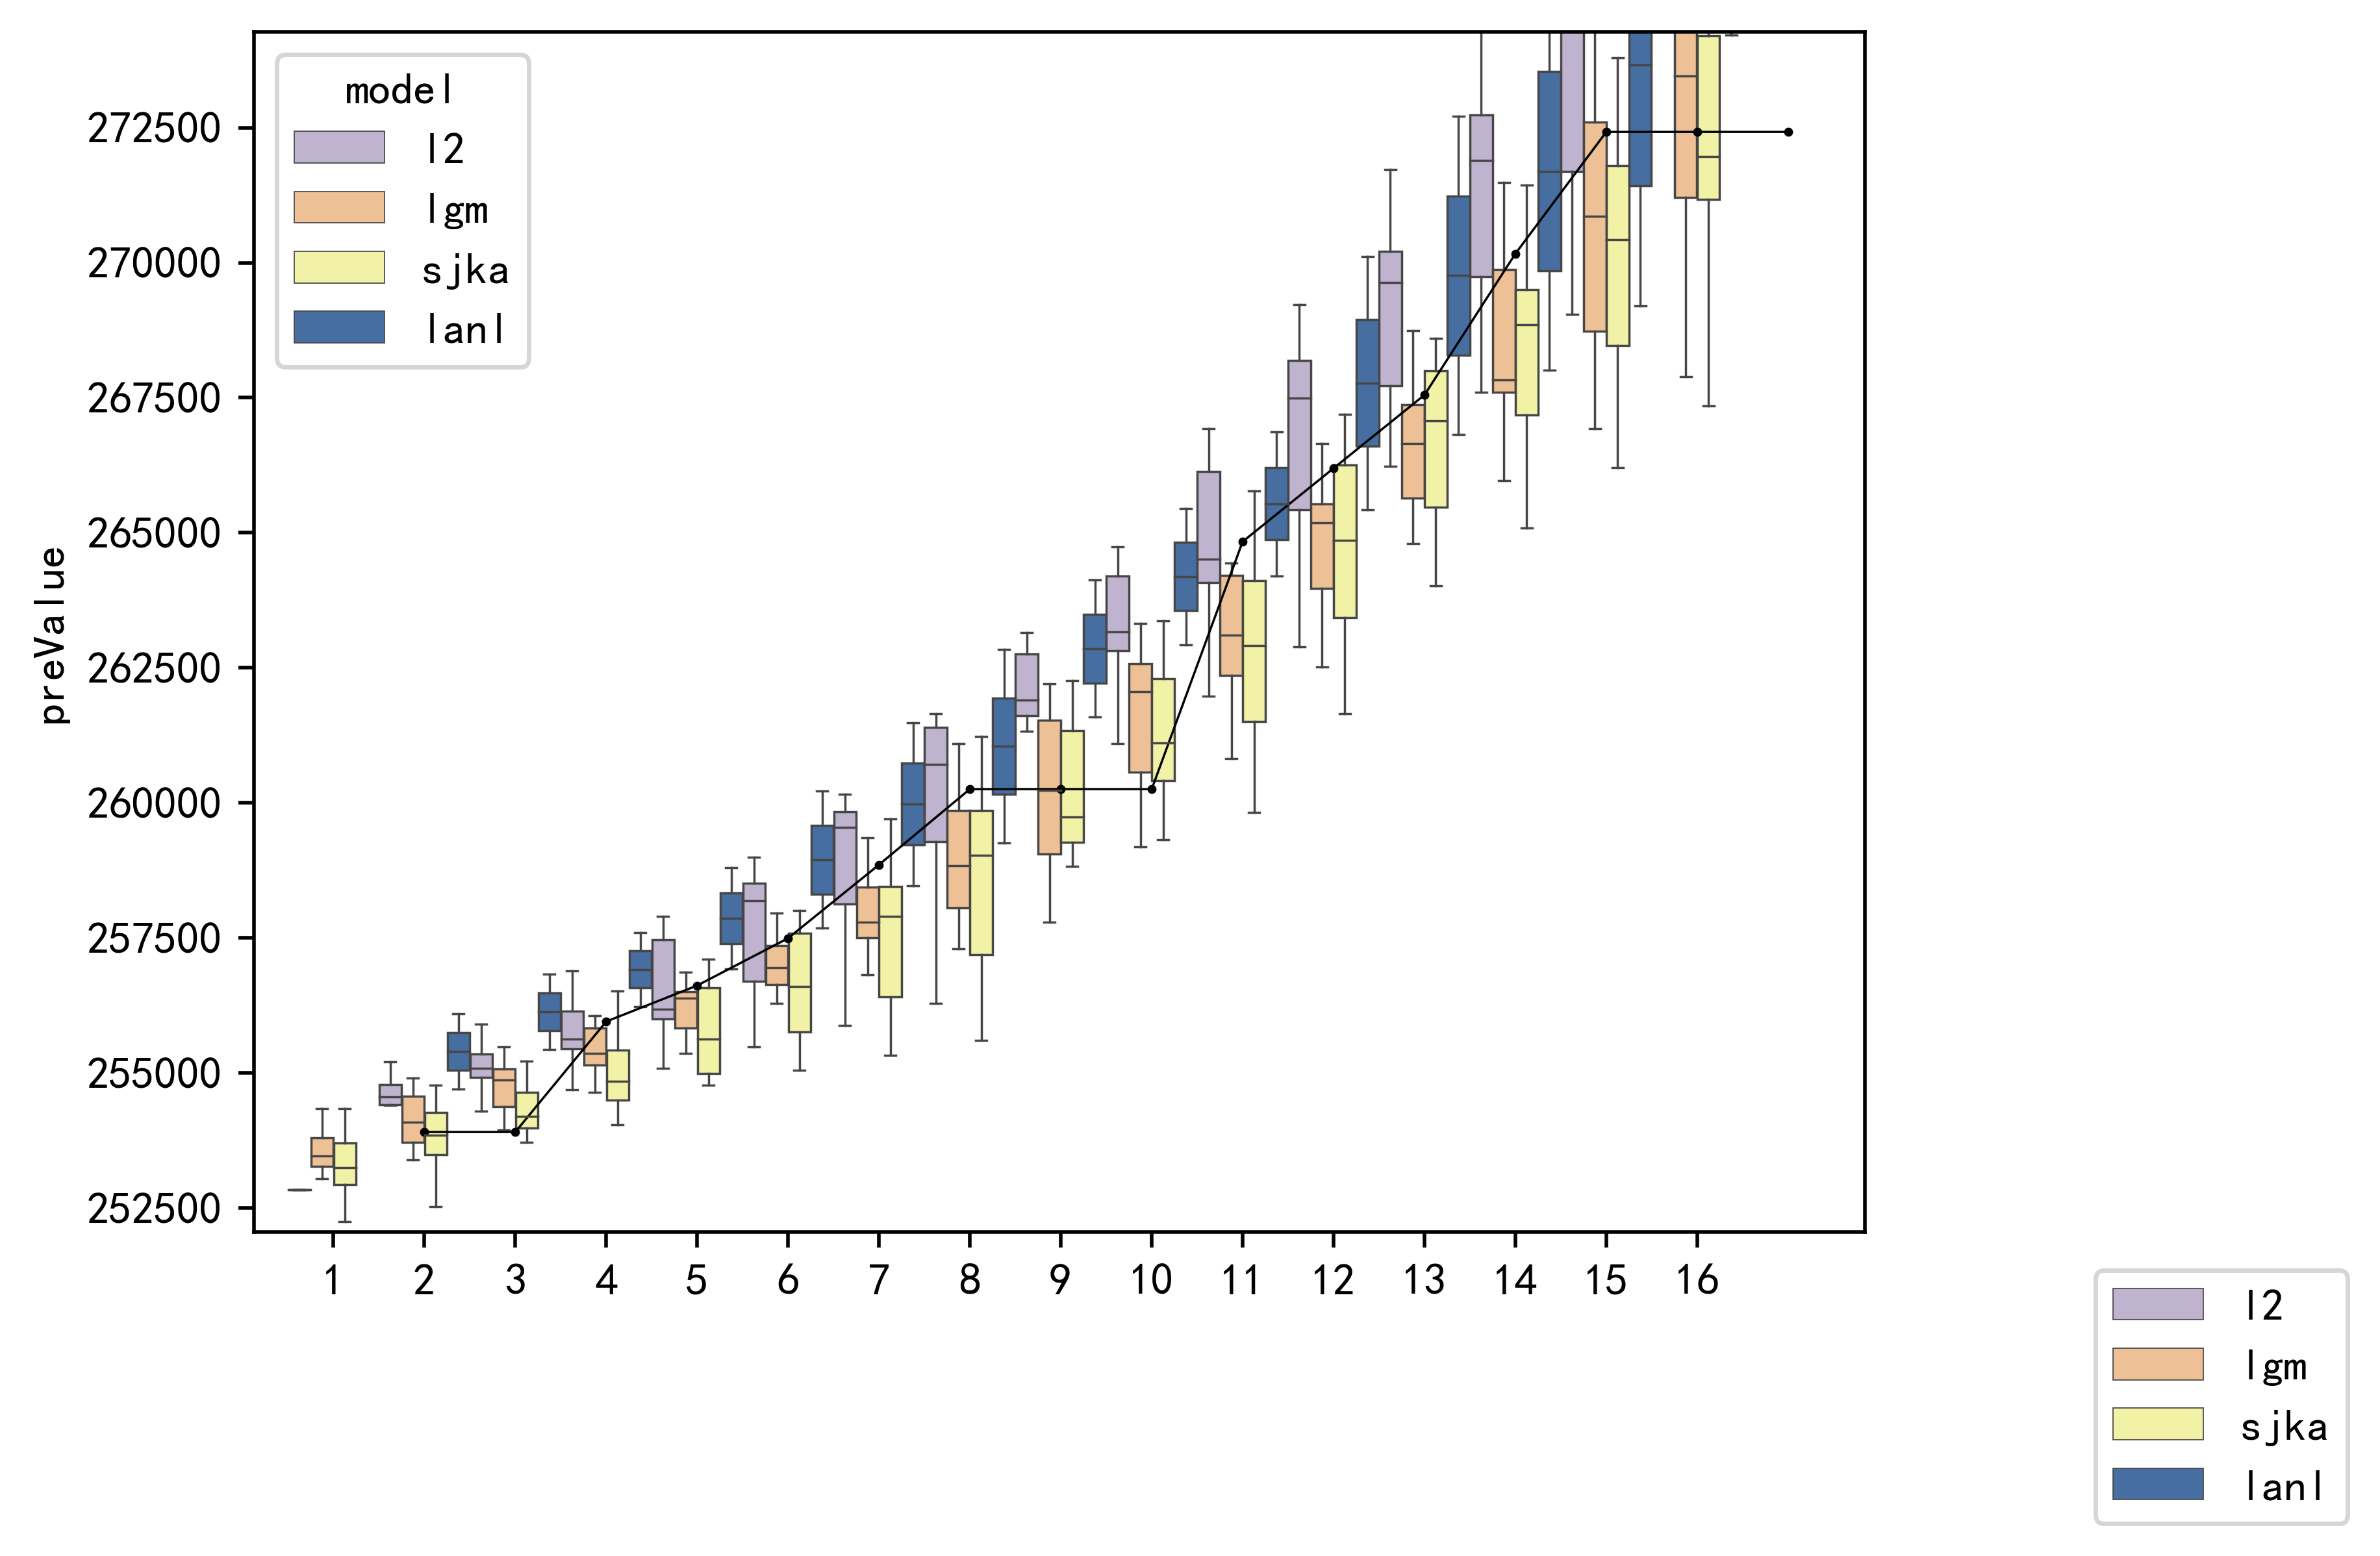 model
l2
lgm
sjka
lanl
272500
270000
267500
265000
262500
260000
257500
255000
252500
preValue
1 2 3 4 5 6 7 8 9 10 11 12 13 14 15 16
l2
lgm
sjka
lanl